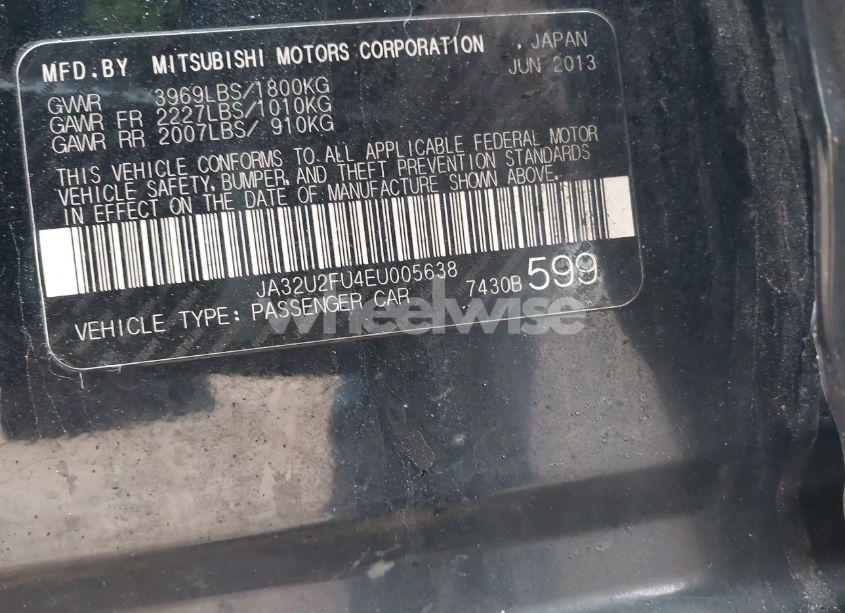 MFD.BY MITSUBISHI MOTORS CORPORATION . JAPAN
JUN 2013
GVWR 3969LBS/1800KG
GAWR FR 2227LBS/1010KG
GAWR RR 2007LBS/ 910KG
THIS VEHICLE CONFORMS TO ALL APPLICABLE FEDERAL MOTOR
VEHICLE SAFETY, BUMPER, AND THEFT PREVENTION STANDARDS
IN EFFECT ON THE DATE OF MANUFACTURE SHOWN ABOVE.
JA32U2FU4EU005638 7430B 599
VEHICLE TYPE: PASSENGER CAR
wheelwise